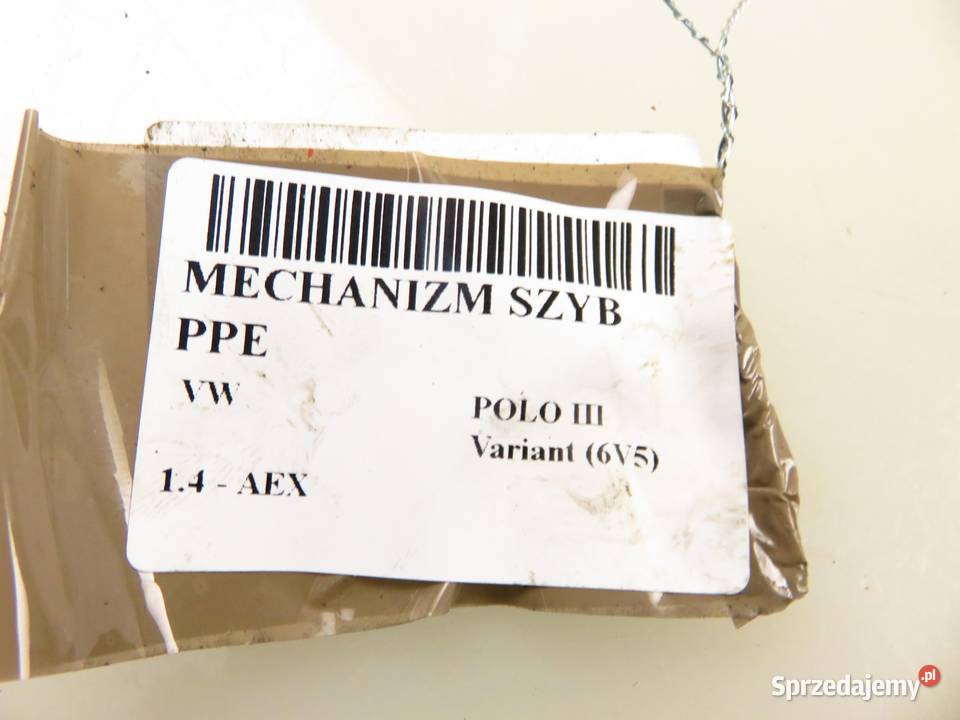 MECHANIZM SZYB
PPE
VW
POLO III
Variant (6V5)
1.4 - AEX
Sprzedajemy.pl